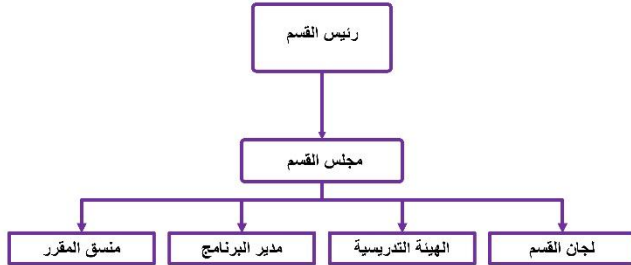 رئيس القسم
مجلس القسم
لجان القسم
الهيئة التدريسية
مدير البرنامج
منسق المقرر